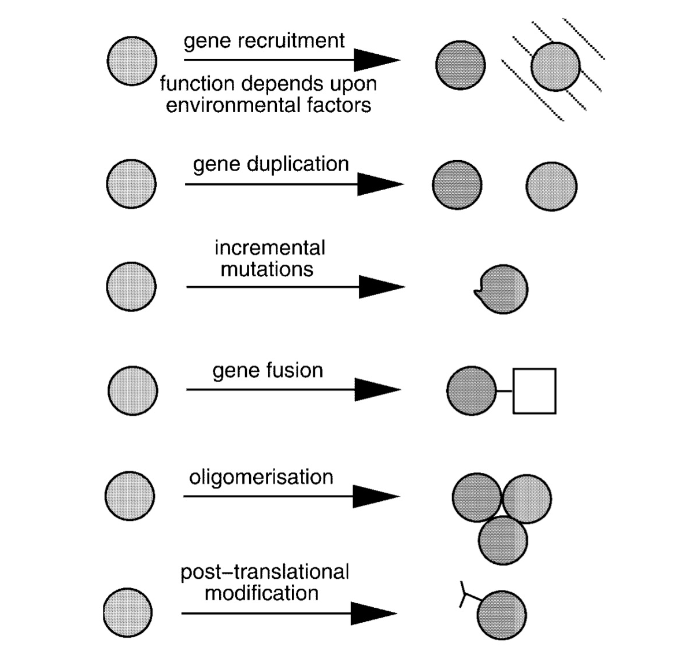 gene recruitment
function depends upon
environmental factors
gene duplication
incremental
mutations
gene fusion
oligomerisation
post−translational
modification